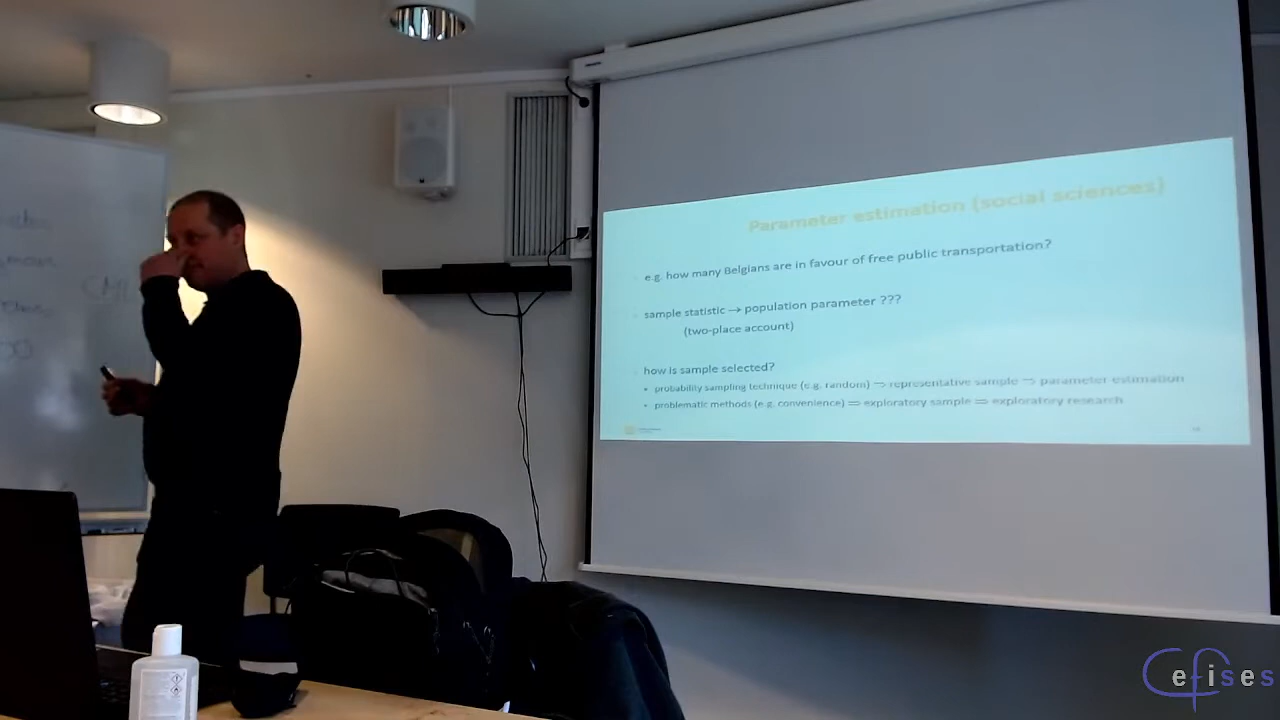 Parameter estimation (social sciences)
e.g. how many Belgians are in favour of free public transportation?
sample statistic → population parameter ???
(two-place account)
how is sample selected?
• probability sampling technique (e.g. random) ⇒ representative sample ⇒ parameter estimation
• problematic methods (e.g. convenience) ⇒ exploratory sample ⇒ exploratory research
Cefises